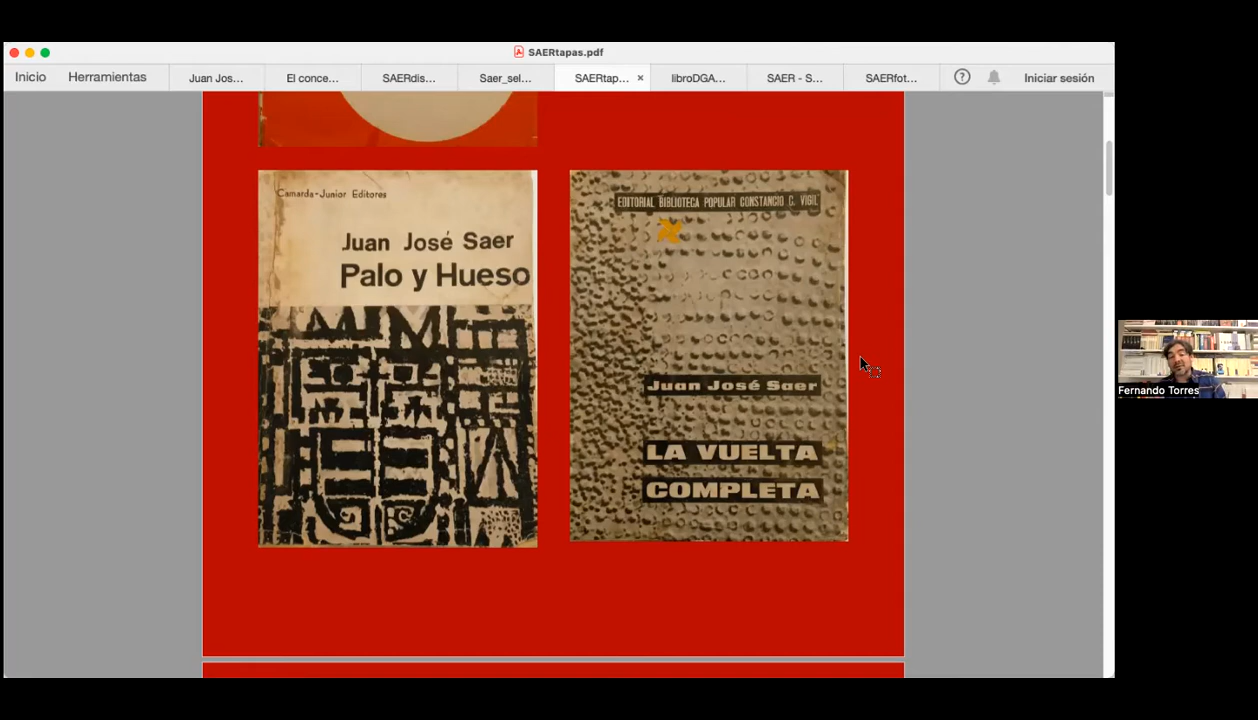 SAERtapas.pdf
Inicio Herramientas Juan Jos... El conce... SAERdis... Saer_sel... SAERtap... × libroDGA... SAER - S... SAERfot... ? Iniciar sesión
Camarda-Junior Editores
Juan José Saer
Palo y Hueso
EDITORIAL BIBLIOTECA POPULAR CONSTANCIO C. VIGIL
Juan José Saer
LA VUELTA
COMPLETA
Fernando Torres